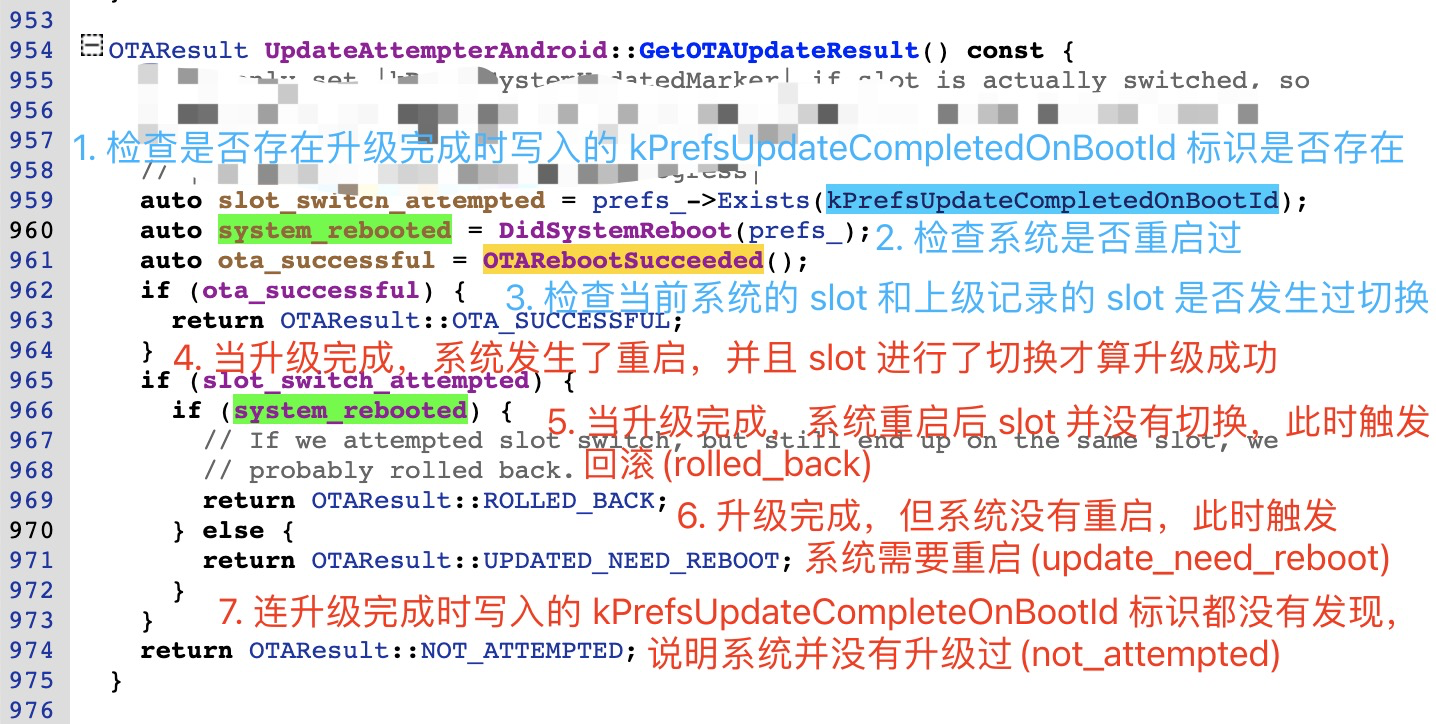 953
954 OTAResult UpdateAttempterAndroid::GetOTAUpdateResult() const {
955 only set if slot is actually switched, so
956
957 1. 检查是否存在升级完成时写入的 kPrefsUpdateCompletedOnBootId 标识是否存在
958 //
959 auto slot_switch_attempted = prefs_->Exists(kPrefsUpdateCompletedOnBootId);
960 auto system_rebooted = DidSystemReboot(prefs_); 2. 检查系统是否重启过
961 auto ota_successful = OTARebootSucceeded();
962 if (ota_successful) { 3. 检查当前系统的 slot 和上级记录的 slot 是否发生过切换
963 return OTAResult::OTA_SUCCESSFUL;
964 } 4. 当升级完成，系统发生了重启，并且 slot 进行了切换才算升级成功
965 if (slot_switch_attempted) {
966 if (system_rebooted) { 5. 当升级完成，系统重启后 slot 并没有切换，此时触发
967 // If we attempted slot switch, but still end up on the same slot, we
968 // probably rolled back. 回滚 (rolled_back)
969 return OTAResult::ROLLED_BACK; 6. 升级完成，但系统没有重启，此时触发
970 } else {
971 return OTAResult::UPDATED_NEED_REBOOT; 系统需要重启 (update_need_reboot)
972 }
973 } 7. 连升级完成时写入的 kPrefsUpdateCompleteOnBootId 标识都没有发现，
974 return OTAResult::NOT_ATTEMPTED; 说明系统并没有升级过 (not_attempted)
975 }
976